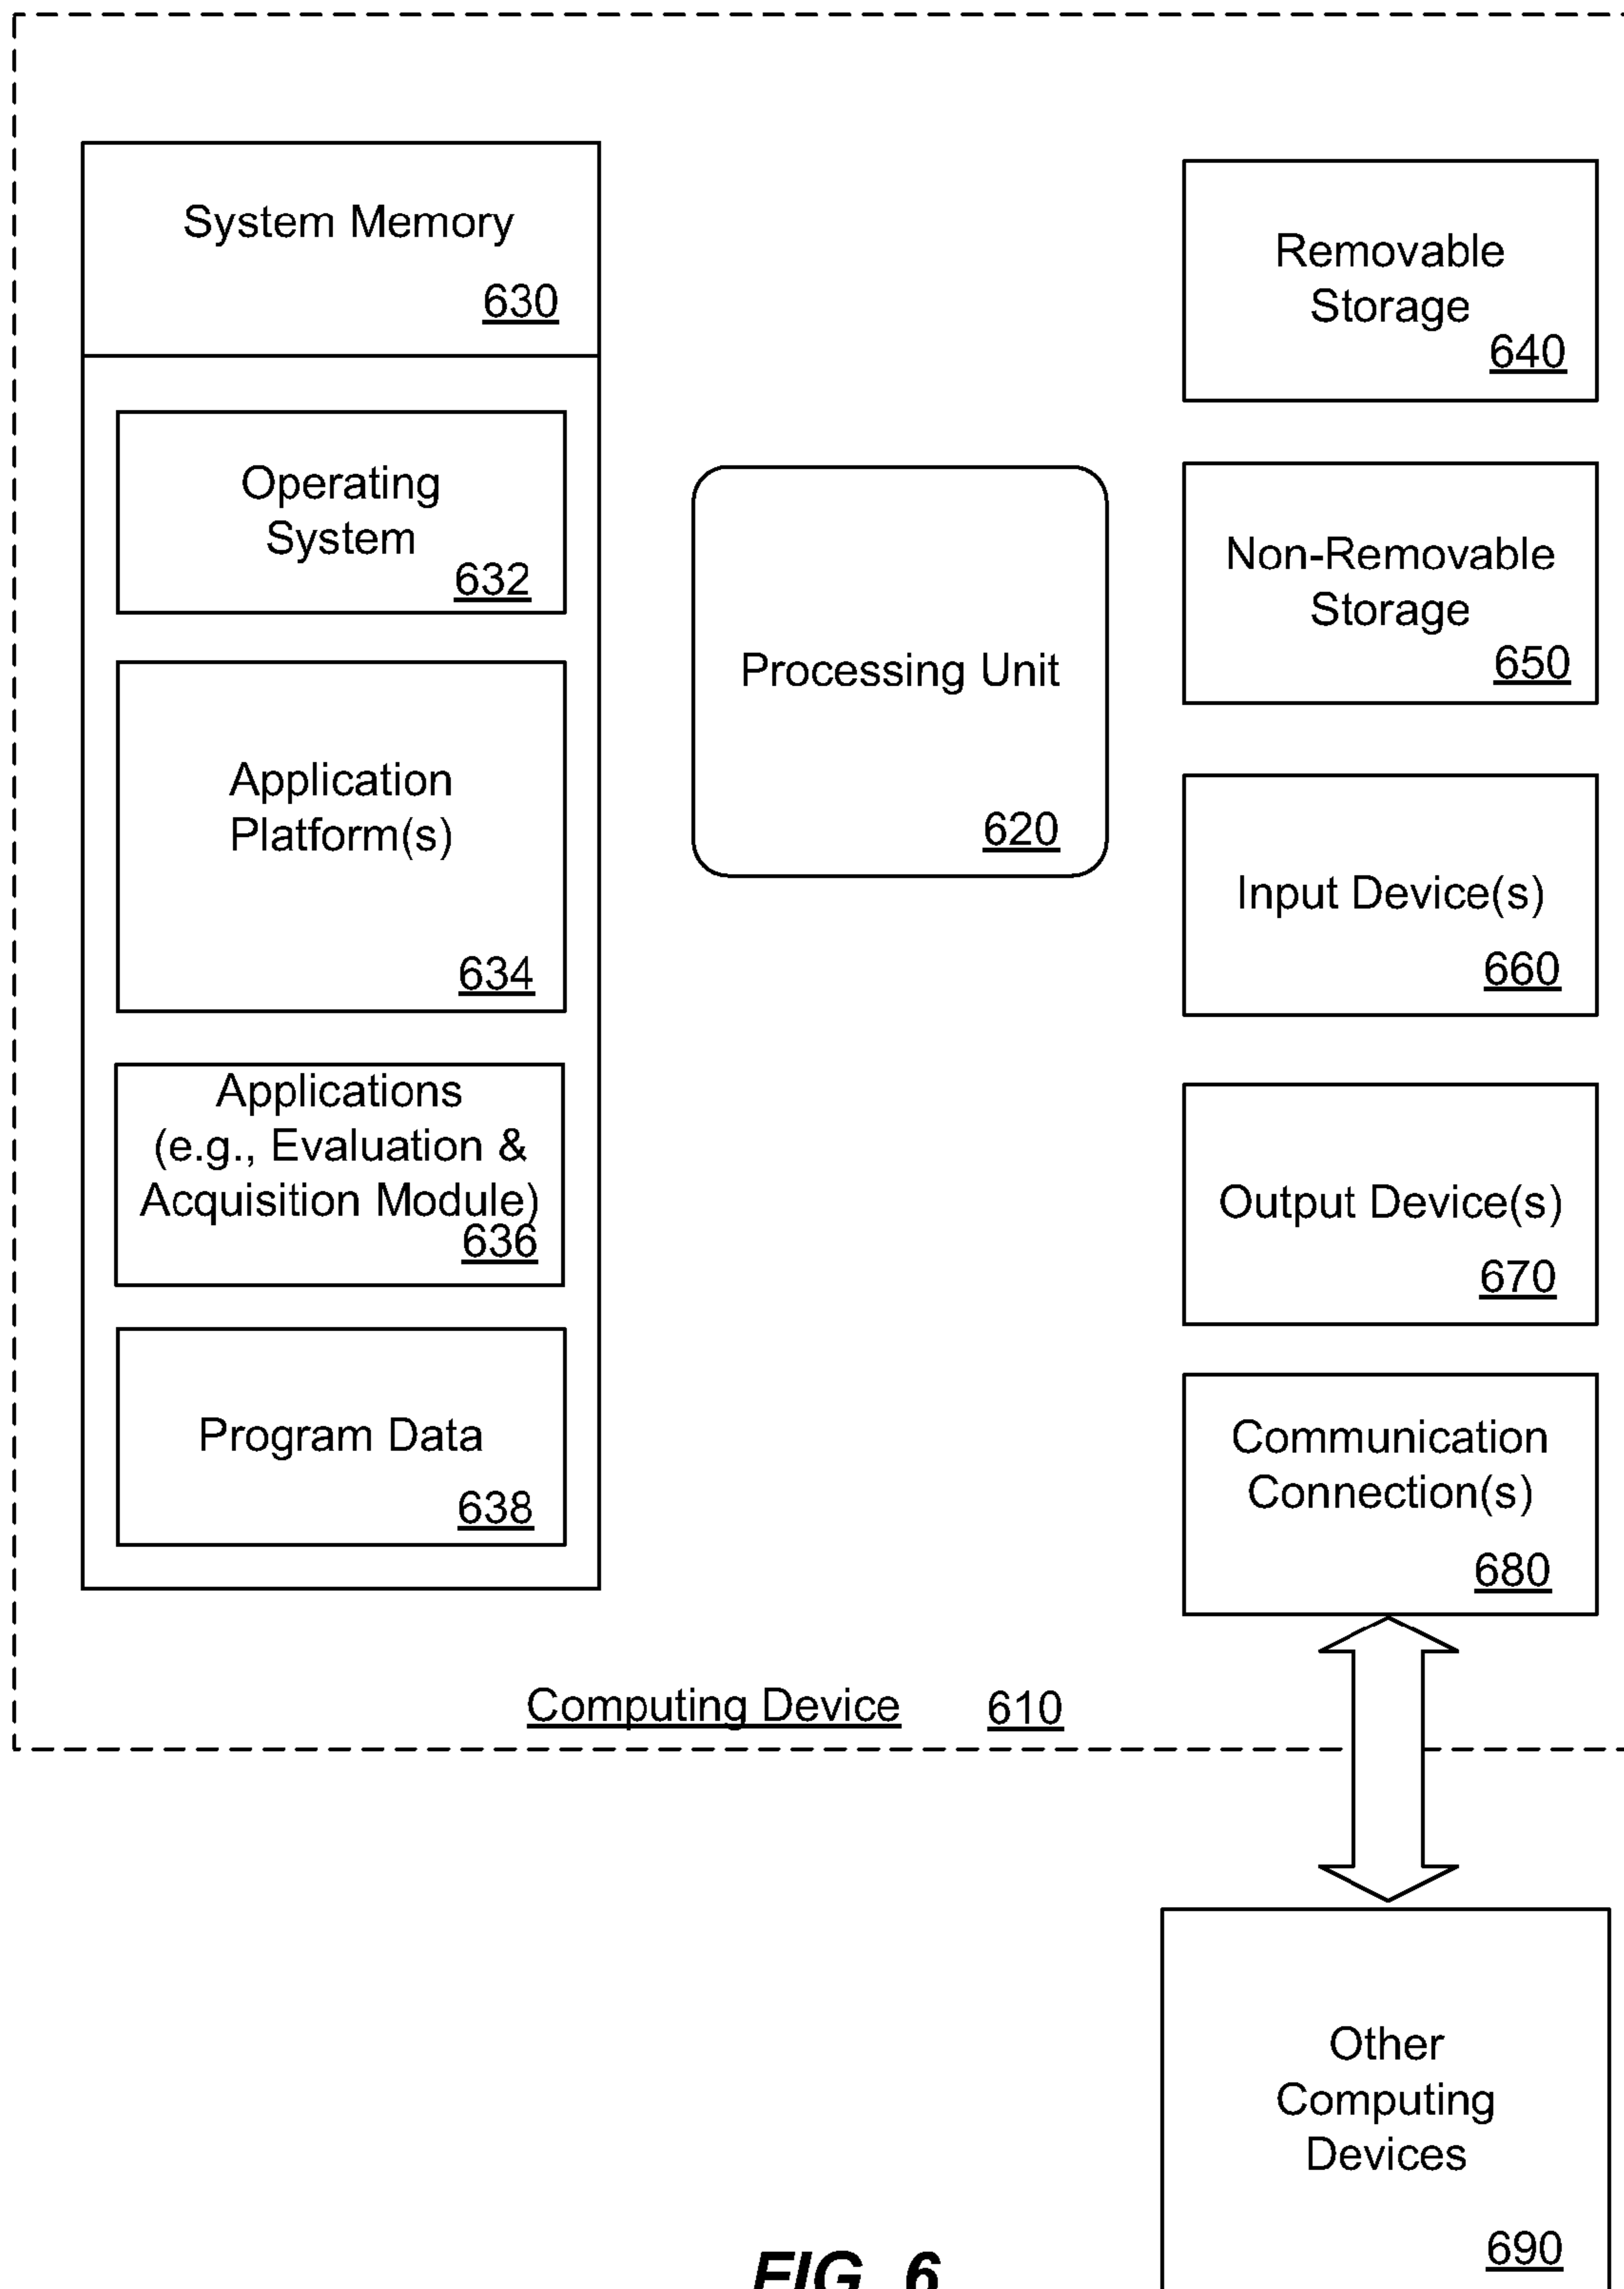 System Memory
630
Operating
System
632
Application
Platform(s)
634
Applications
(e.g., Evaluation &
Acquisition Module)
636
Program Data
638
Processing Unit
620
Removable
Storage
640
Non-Removable
Storage
650
Input Device(s)
660
Output Device(s)
670
Communication
Connection(s)
680
Computing Device 610
Other
Computing
Devices
690
FIG. 6